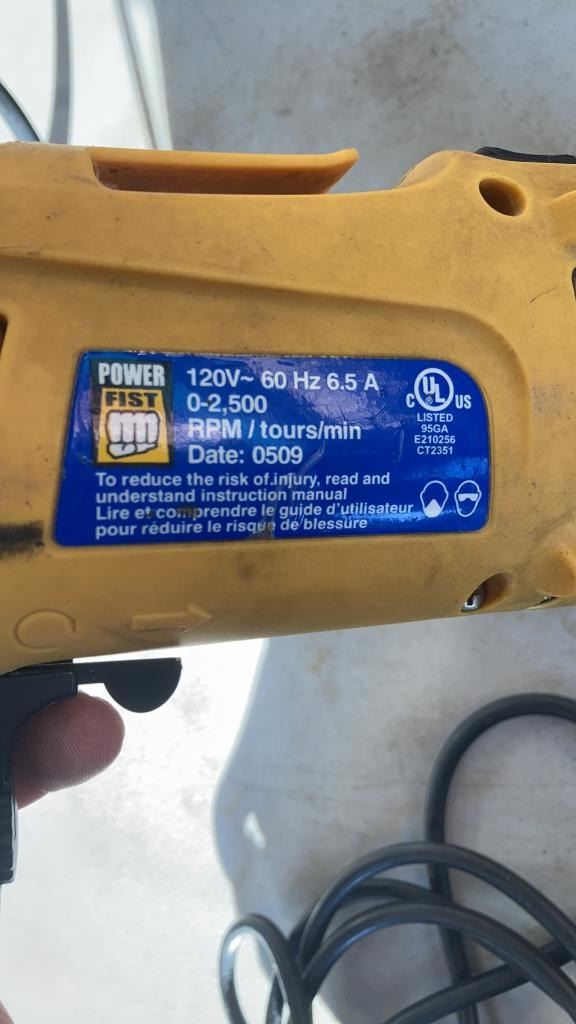 POWER
FIST
120V~ 60 Hz 6.5 A
0-2,500
RPM / tours/min
Date: 0509
To reduce the risk of injury, read and
understand instruction manual
Lire et comprendre le guide d'utilisateur
pour réduire le risque de blessure
C UL US
®
LISTED
95GA
E210256
CT2351